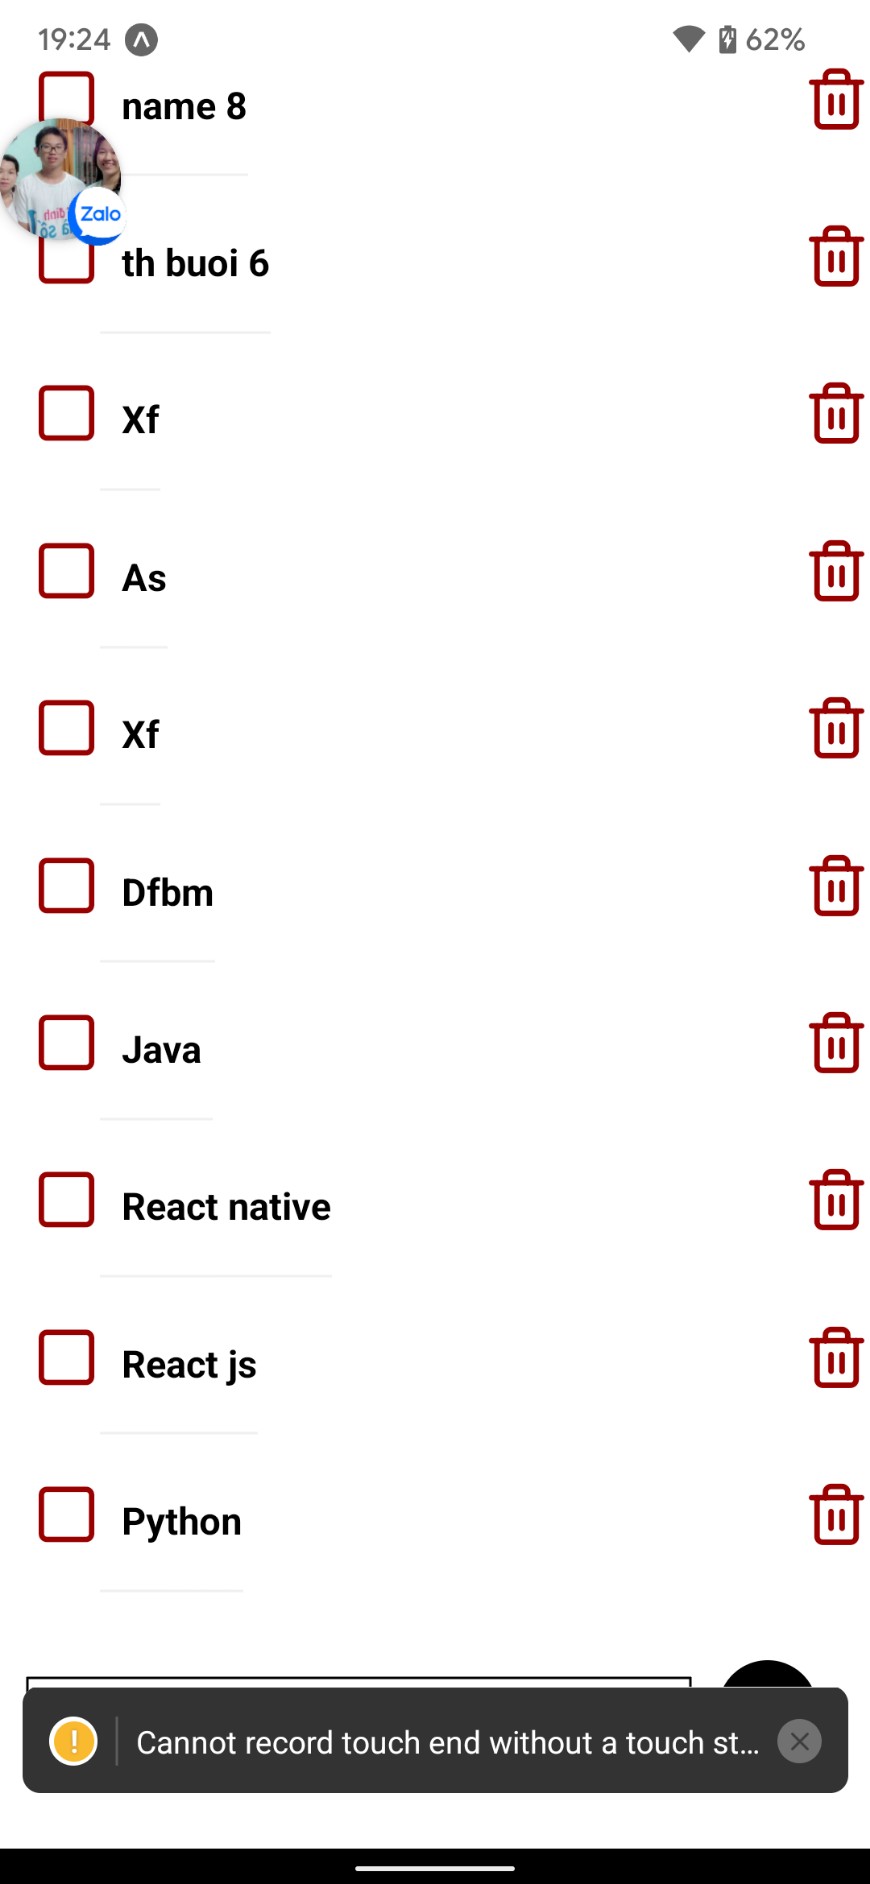 19:24 62%
name 8
Zalo
th buoi 6
Xf
As
Xf
Dfbm
Java
React native
React js
Python
Cannot record touch end without a touch st...